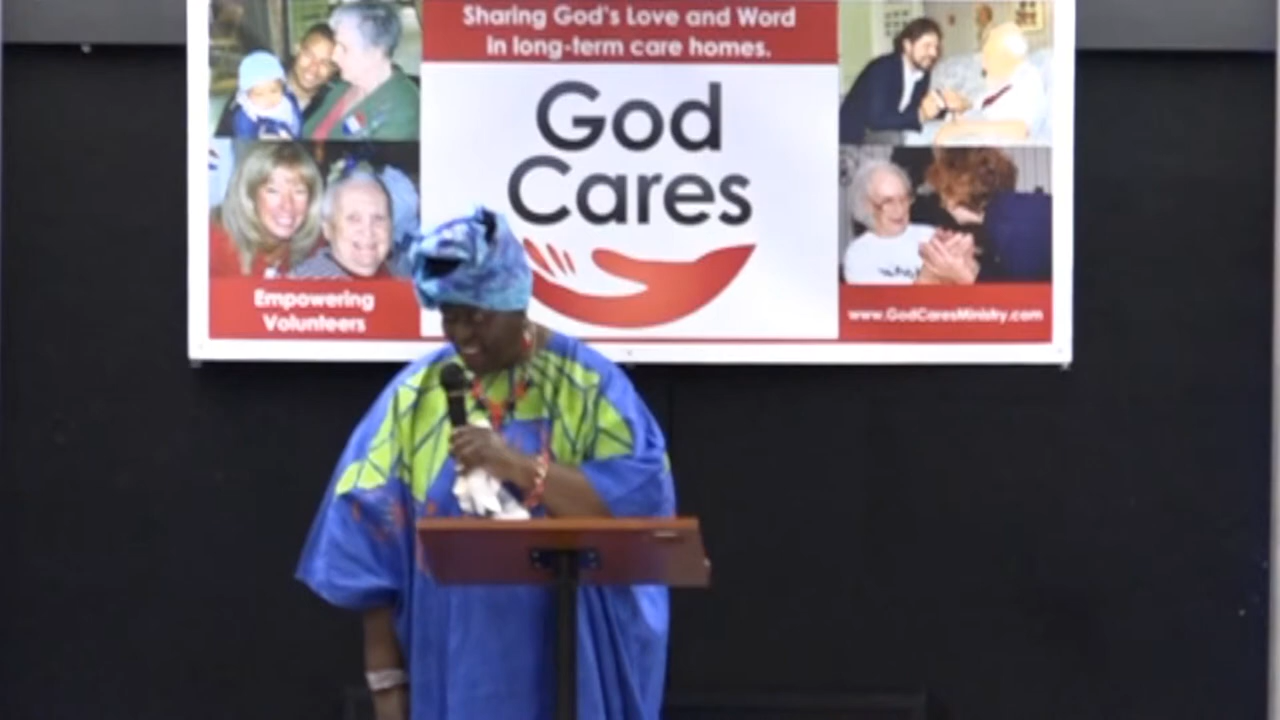 Sharing God's Love and Word
In long-term care homes.
God
Cares
Empowering
Volunteers
www.GodCaresMinistry.com